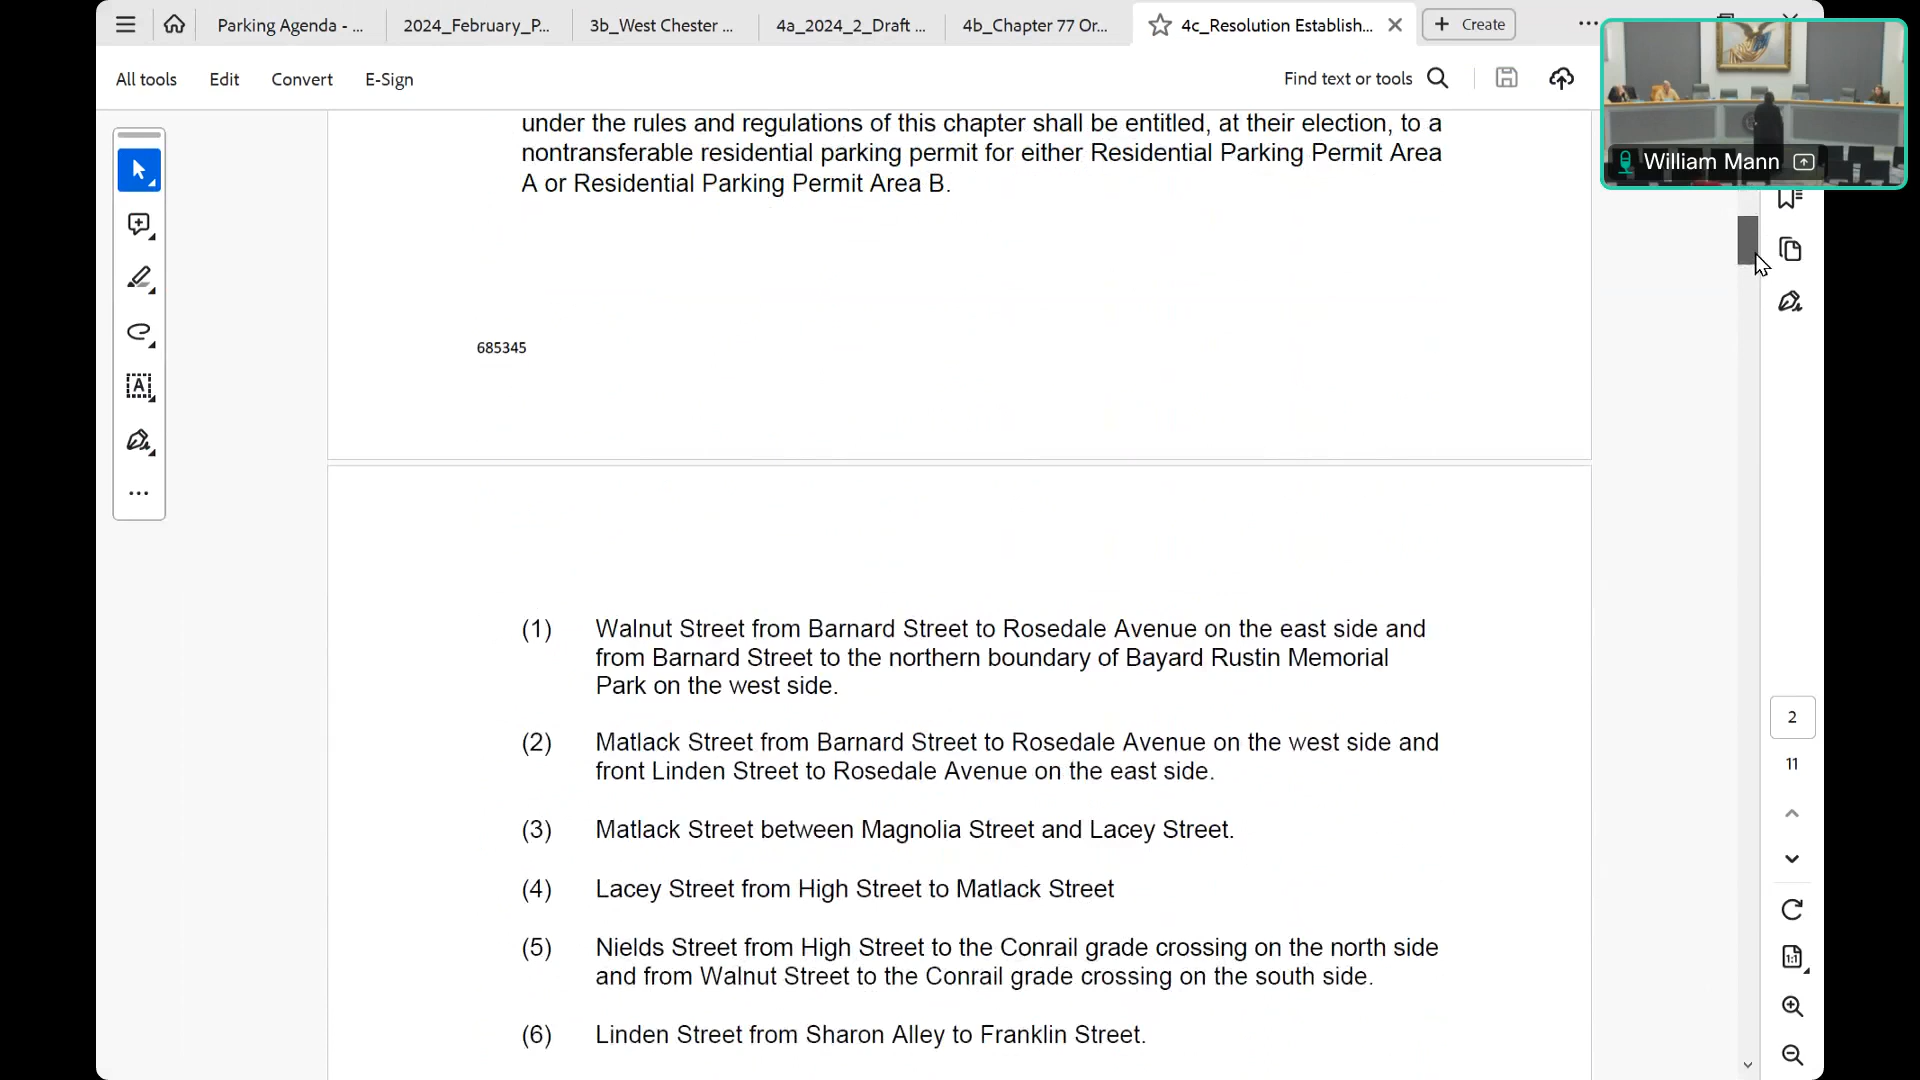 Parking Agenda - ...
2024_February_P...
3b_West Chester ...
4a_2024_2_Draft ...
4b_Chapter 77 Or...
4c_Resolution Establish...
Create
All tools
Edit
Convert
E-Sign
Find text or tools
William Mann
under the rules and regulations of this chapter shall be entitled, at their election, to a
nontransferable residential parking permit for either Residential Parking Permit Area
A or Residential Parking Permit Area B.
685345
(1) Walnut Street from Barnard Street to Rosedale Avenue on the east side and
from Barnard Street to the northern boundary of Bayard Rustin Memorial
Park on the west side.
(2) Matlack Street from Barnard Street to Rosedale Avenue on the west side and
front Linden Street to Rosedale Avenue on the east side.
(3) Matlack Street between Magnolia Street and Lacey Street.
(4) Lacey Street from High Street to Matlack Street
(5) Nields Street from High Street to the Conrail grade crossing on the north side
and from Walnut Street to the Conrail grade crossing on the south side.
(6) Linden Street from Sharon Alley to Franklin Street.
2
11
1:1